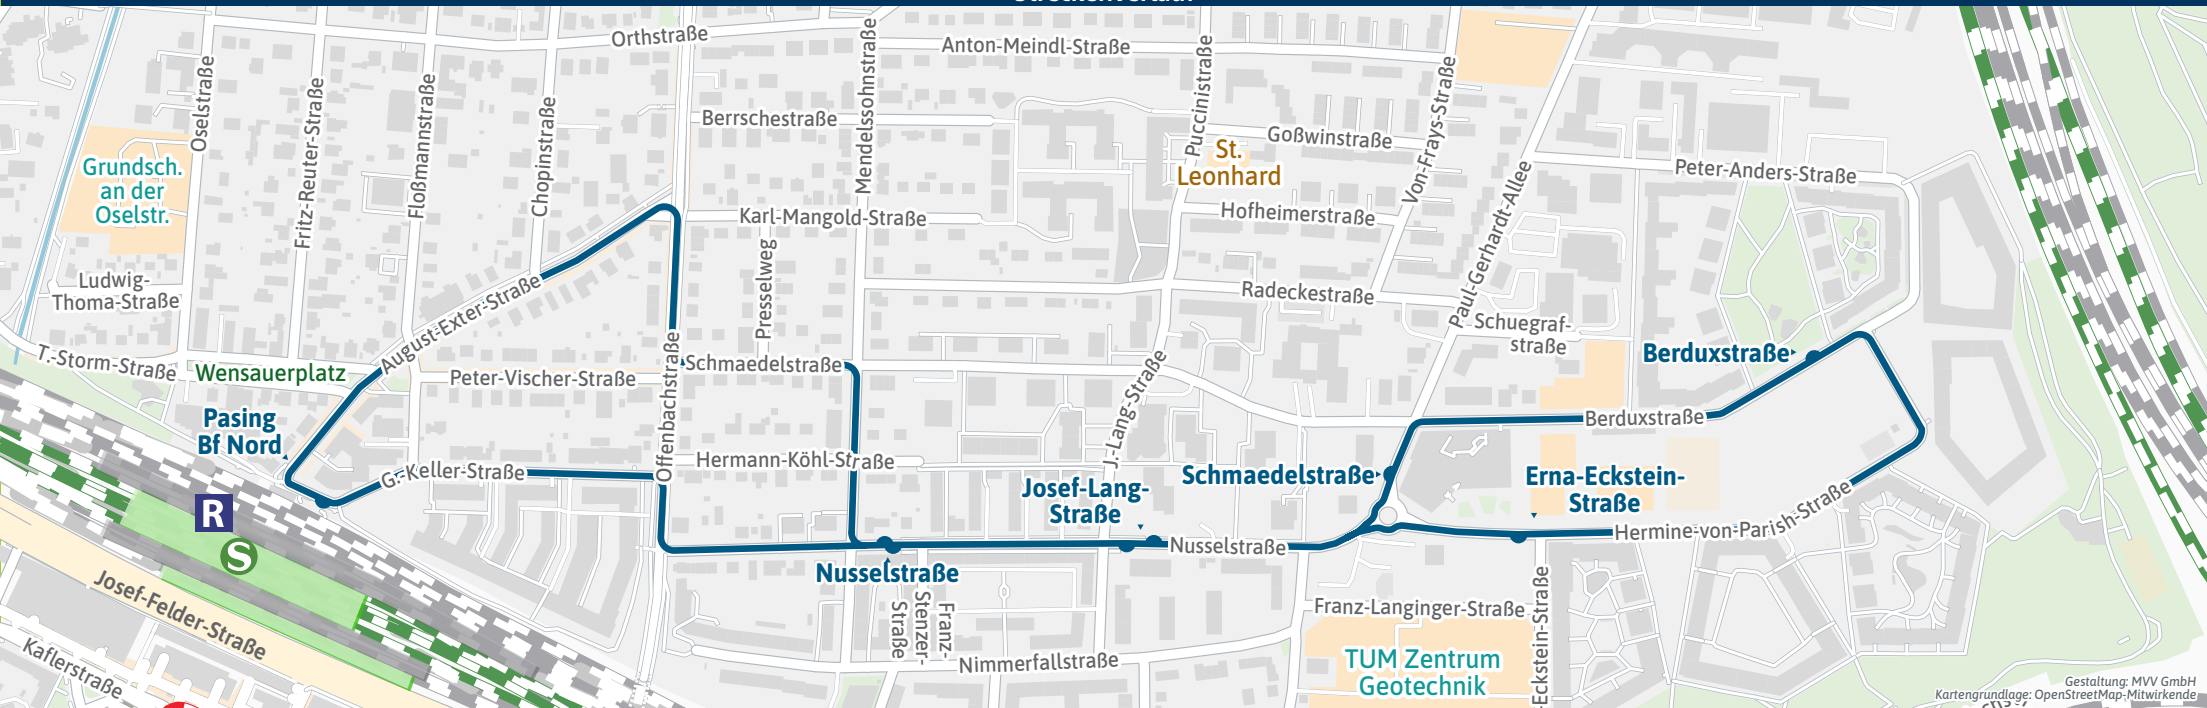 Streckenverlauf
Orthstraße
Anton-Meindl-Straße
Oselstraße
Fritz-Reuter-Straße
Floßmannstraße
Chopinstraße
Mendelssohnstraße
Puccinistraße
Von-Frays-Straße
Berrschestraße
Goßwinstraße
Grundsch.
an der
Oselstr.
St.
Leonhard
Paul-Gerhardt-Allee
Peter-Anders-Straße
Karl-Mangold-Straße
Hofheimerstraße
Presselweg
Ludwig-
Thoma-Straße
August-Exter-Straße
Radeckestraße
Schuegraf-
straße
Offenbachstraße
T.-Storm-Straße
Wensauerplatz
Peter-Vischer-Straße
Schmaedelstraße
J.-Lang-Straße
Berduxstraße
Berduxstraße
Pasing
Bf Nord
G.-Keller-Straße
Hermann-Köhl-Straße
Josef-Lang-
Straße
Schmaedelstraße
Erna-Eckstein-
Straße
Hermine-von-Parish-Straße
R
S
Nusselstraße
Nusselstraße
Josef-Felder-Straße
Kaflerstraße
Franz-
Stenzer-
Straße
Franz-Langinger-Straße
-Eckstein-Straße
Nimmerfallstraße
TUM Zentrum
Geotechnik
Gestaltung: MVV GmbH
Kartengrundlage: OpenStreetMap-Mitwirkende